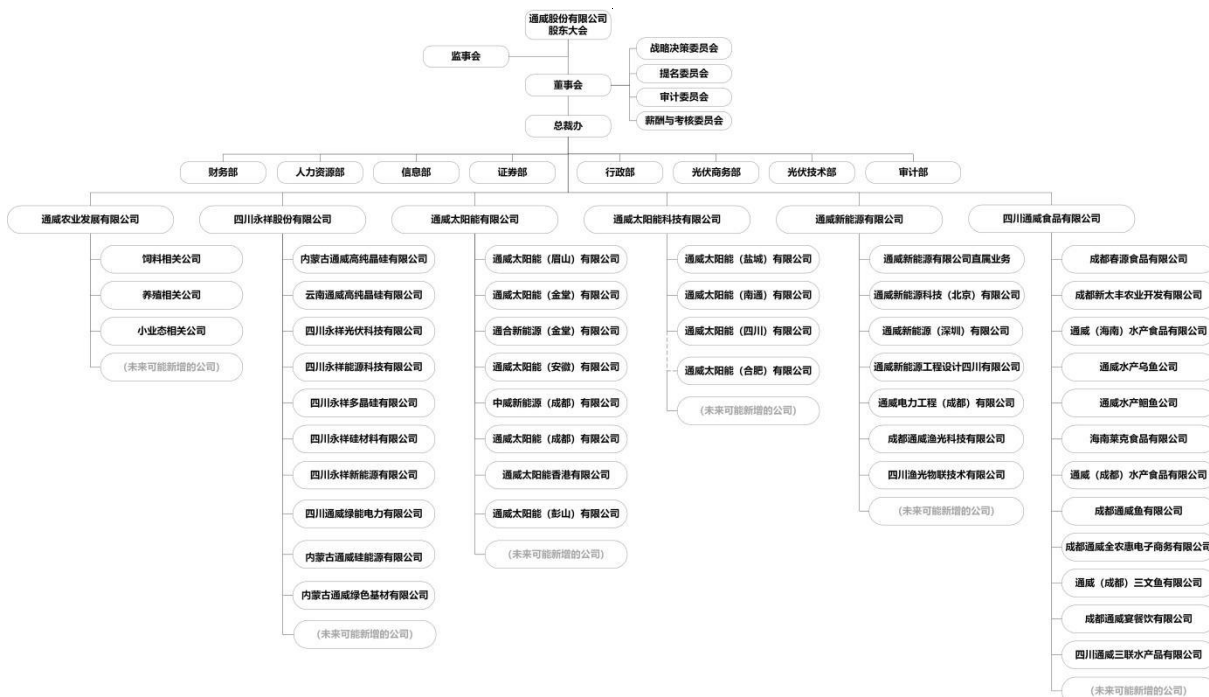 通威股份有限公司
股东大会
监事会
董事会
战略决策委员会
提名委员会
审计委员会
薪酬与考核委员会
总裁办
财务部
人力资源部
信息部
证券部
行政部
光伏商务部
光伏技术部
审计部
通威农业发展有限公司
饲料相关公司
养殖相关公司
小业态相关公司
(未来可能新增的公司)
四川永祥股份有限公司
内蒙古通威高纯晶硅有限公司
云南通威高纯晶硅有限公司
四川永祥光伏科技有限公司
四川永祥能源科技有限公司
四川永祥多晶硅有限公司
四川永祥硅材料有限公司
四川永祥新能源有限公司
四川通威绿能电力有限公司
内蒙古通威硅能源有限公司
内蒙古通威绿色基材有限公司
(未来可能新增的公司)
通威太阳能有限公司
通威太阳能（眉山）有限公司
通威太阳能（金堂）有限公司
通合新能源（金堂）有限公司
通威太阳能（安徽）有限公司
中威新能源（成都）有限公司
通威太阳能（成都）有限公司
通威太阳能香港有限公司
通威太阳能（彭山）有限公司
(未来可能新增的公司)
通威太阳能科技有限公司
通威太阳能（盐城）有限公司
通威太阳能（南通）有限公司
通威太阳能（四川）有限公司
通威太阳能（合肥）有限公司
(未来可能新增的公司)
通威新能源有限公司
通威新能源有限公司直属业务
通威新能源科技（北京）有限公司
通威新能源（深圳）有限公司
通威新能源工程设计四川有限公司
通威电力工程（成都）有限公司
成都通威渔光科技有限公司
四川渔光物联技术有限公司
(未来可能新增的公司)
四川通威食品有限公司
成都春源食品有限公司
成都新太丰农业开发有限公司
通威（海南）水产食品有限公司
通威水产乌鱼公司
通威水产鮰鱼公司
海南莱克食品有限公司
通威（成都）水产食品有限公司
成都通威鱼有限公司
成都通威全农惠电子商务有限公司
通威（成都）三文鱼有限公司
成都通威宴餐饮有限公司
四川通威三联水产品有限公司
(未来可能新增的公司)